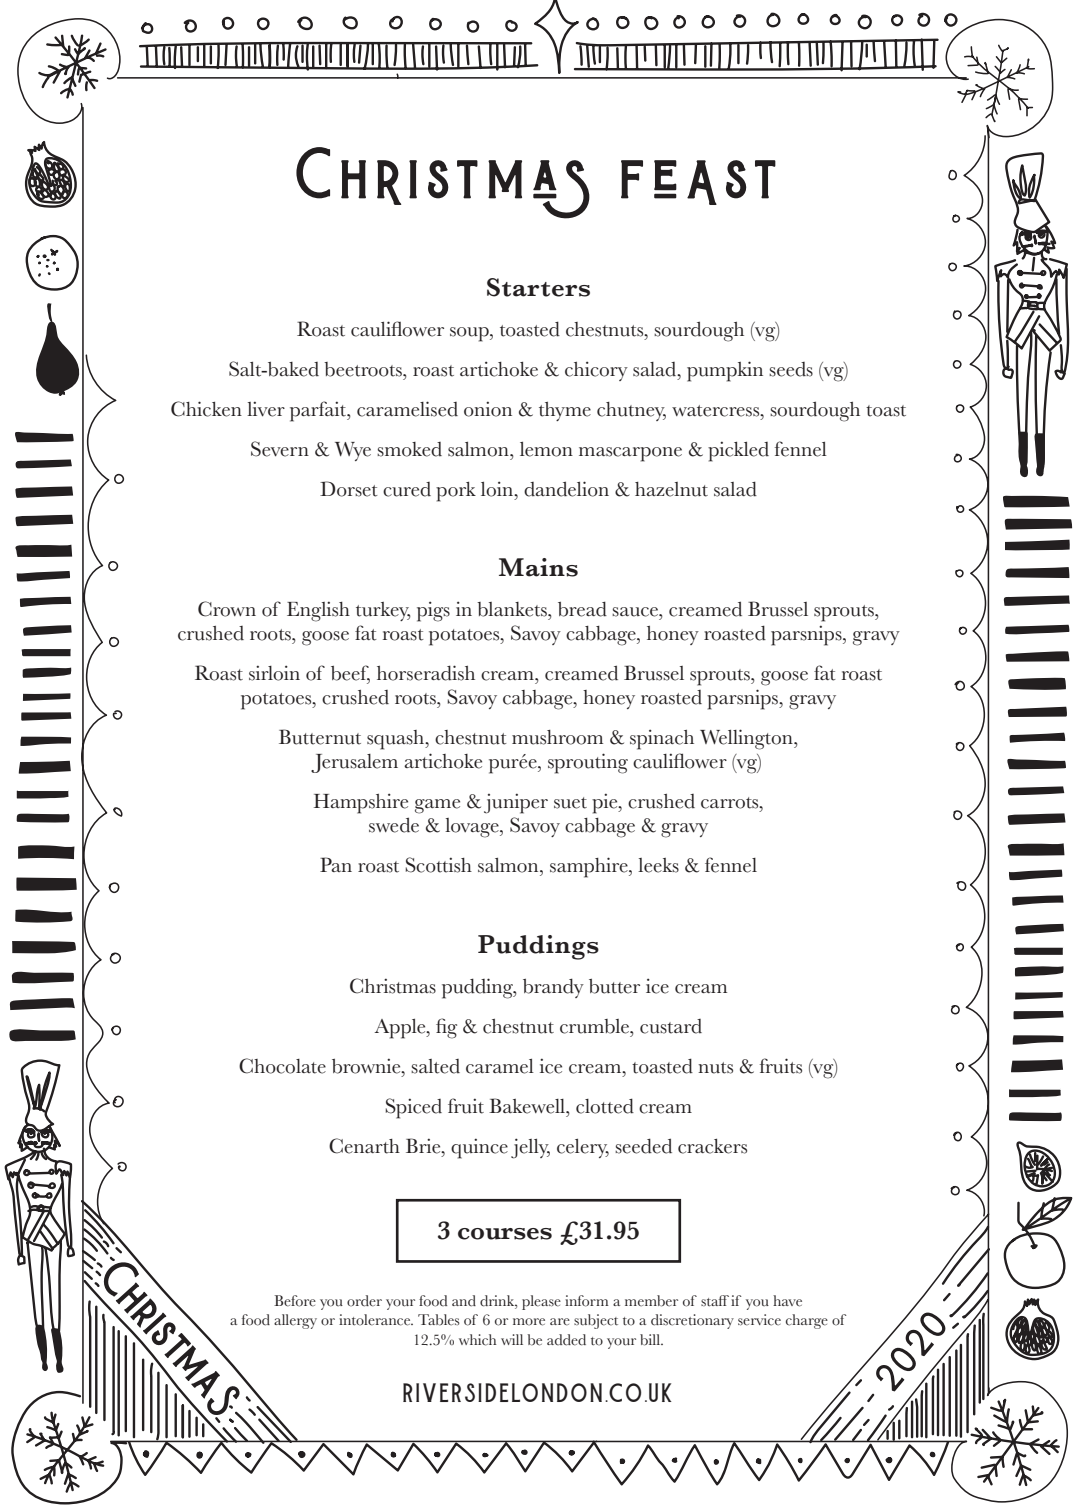 CHRISTMAS FEAST
Starters
Roast cauliflower soup, toasted chestnuts, sourdough (vg)
Salt-baked beetroots, roast artichoke & chicory salad, pumpkin seeds (vg)
Chicken liver parfait, caramelised onion & thyme chutney, watercress, sourdough toast
Severn & Wye smoked salmon, lemon mascarpone & pickled fennel
Dorset cured pork loin, dandelion & hazelnut salad
Mains
Crown of English turkey, pigs in blankets, bread sauce, creamed Brussel sprouts,
crushed roots, goose fat roast potatoes, Savoy cabbage, honey roasted parsnips, gravy
Roast sirloin of beef, horseradish cream, creamed Brussel sprouts, goose fat roast
potatoes, crushed roots, Savoy cabbage, honey roasted parsnips, gravy
Butternut squash, chestnut mushroom & spinach Wellington,
Jerusalem artichoke purée, sprouting cauliflower (vg)
Hampshire game & juniper suet pie, crushed carrots,
swede & lovage, Savoy cabbage & gravy
Pan roast Scottish salmon, samphire, leeks & fennel
Puddings
Christmas pudding, brandy butter ice cream
Apple, fig & chestnut crumble, custard
Chocolate brownie, salted caramel ice cream, toasted nuts & fruits (vg)
Spiced fruit Bakewell, clotted cream
Cenarth Brie, quince jelly, celery, seeded crackers
3 courses £31.95
Before you order your food and drink, please inform a member of staff if you have
a food allergy or intolerance. Tables of 6 or more are subject to a discretionary service charge of
12.5% which will be added to your bill.
RIVERSIDELONDON.CO.UK
CHRISTMAS
2020